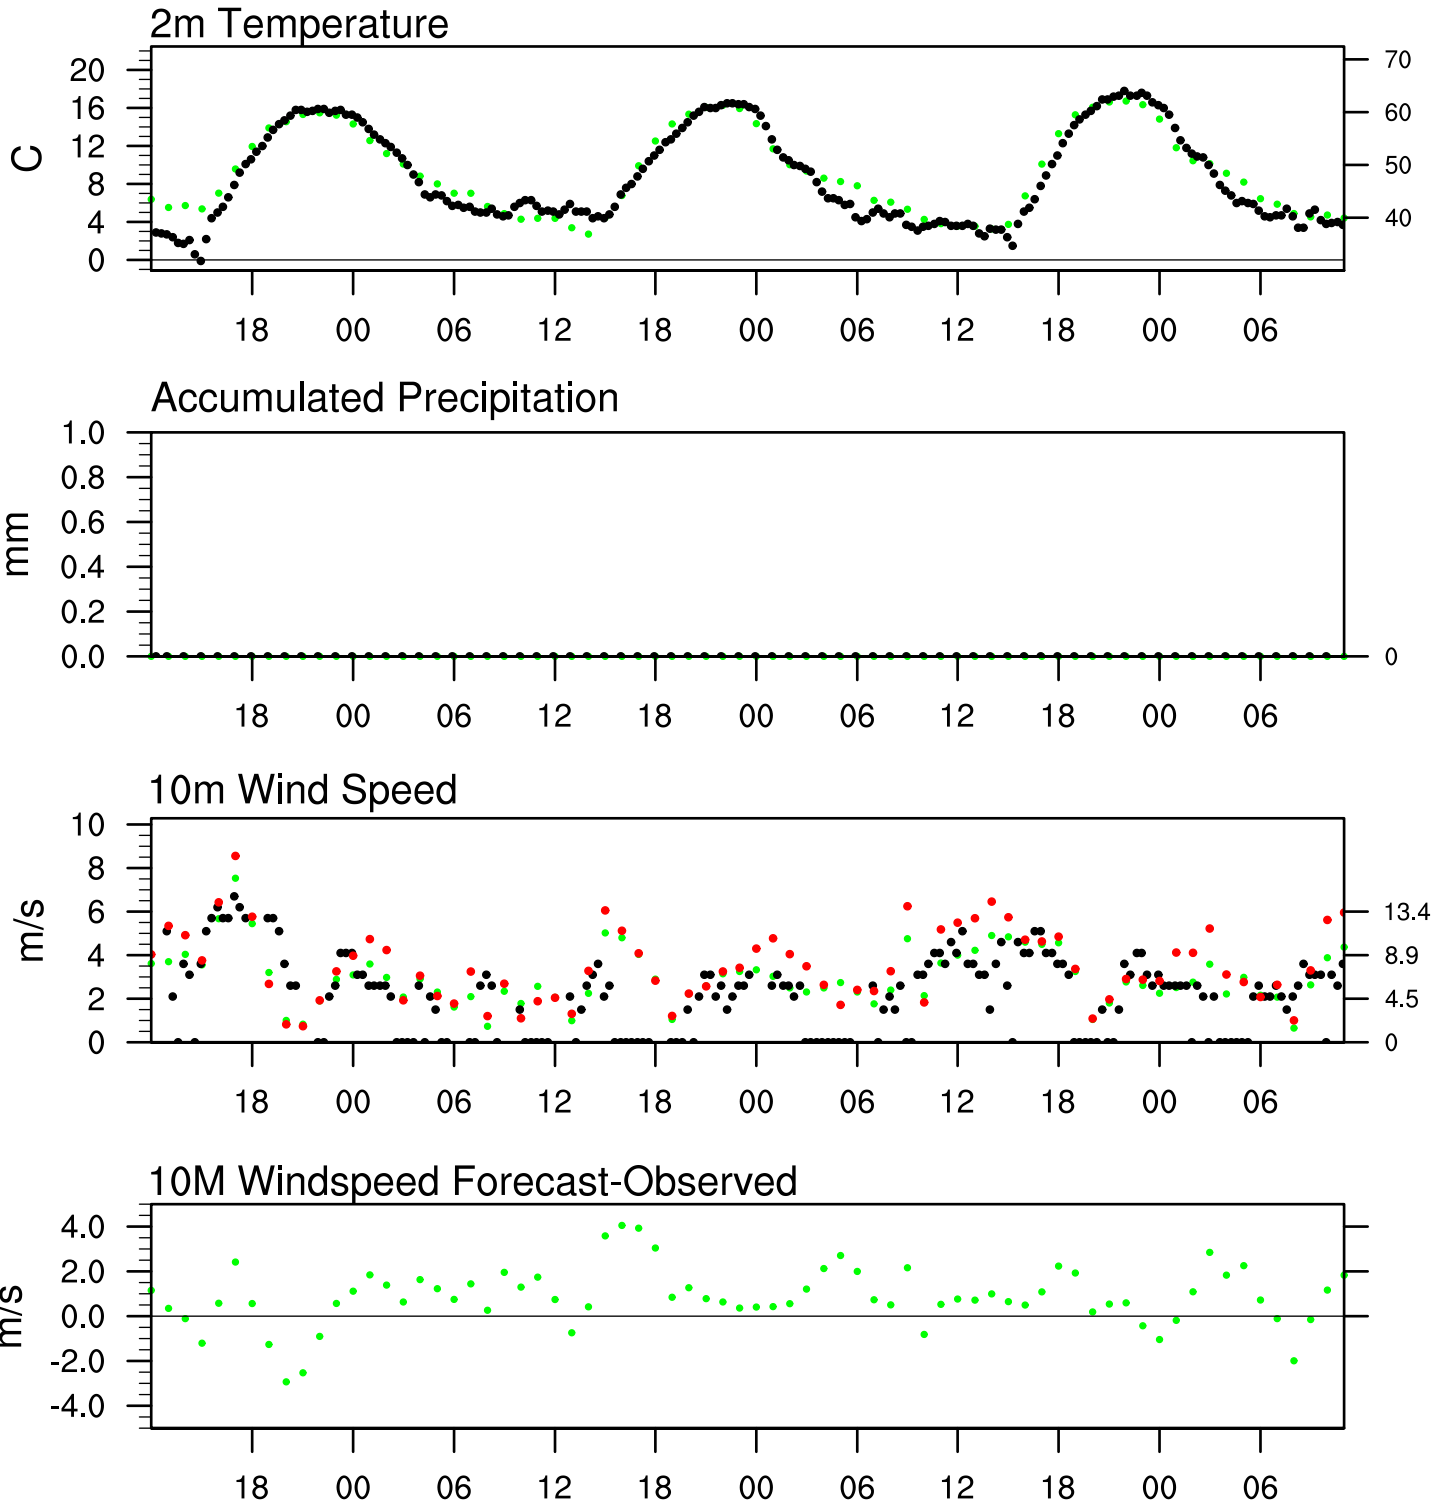 2m Temperature
20
16
12
8
4
0
C
70
60
50
40
18 00 06 12 18 00 06 12 18 00 06
Accumulated Precipitation
1.0
0.8
0.6
0.4
0.2
0.0
mm
0
18 00 06 12 18 00 06 12 18 00 06
10m Wind Speed
10
8
6
4
2
0
m/s
13.4
8.9
4.5
0
18 00 06 12 18 00 06 12 18 00 06
10M Windspeed Forecast-Observed
4.0
2.0
0.0
-2.0
-4.0
m/s
18 00 06 12 18 00 06 12 18 00 06